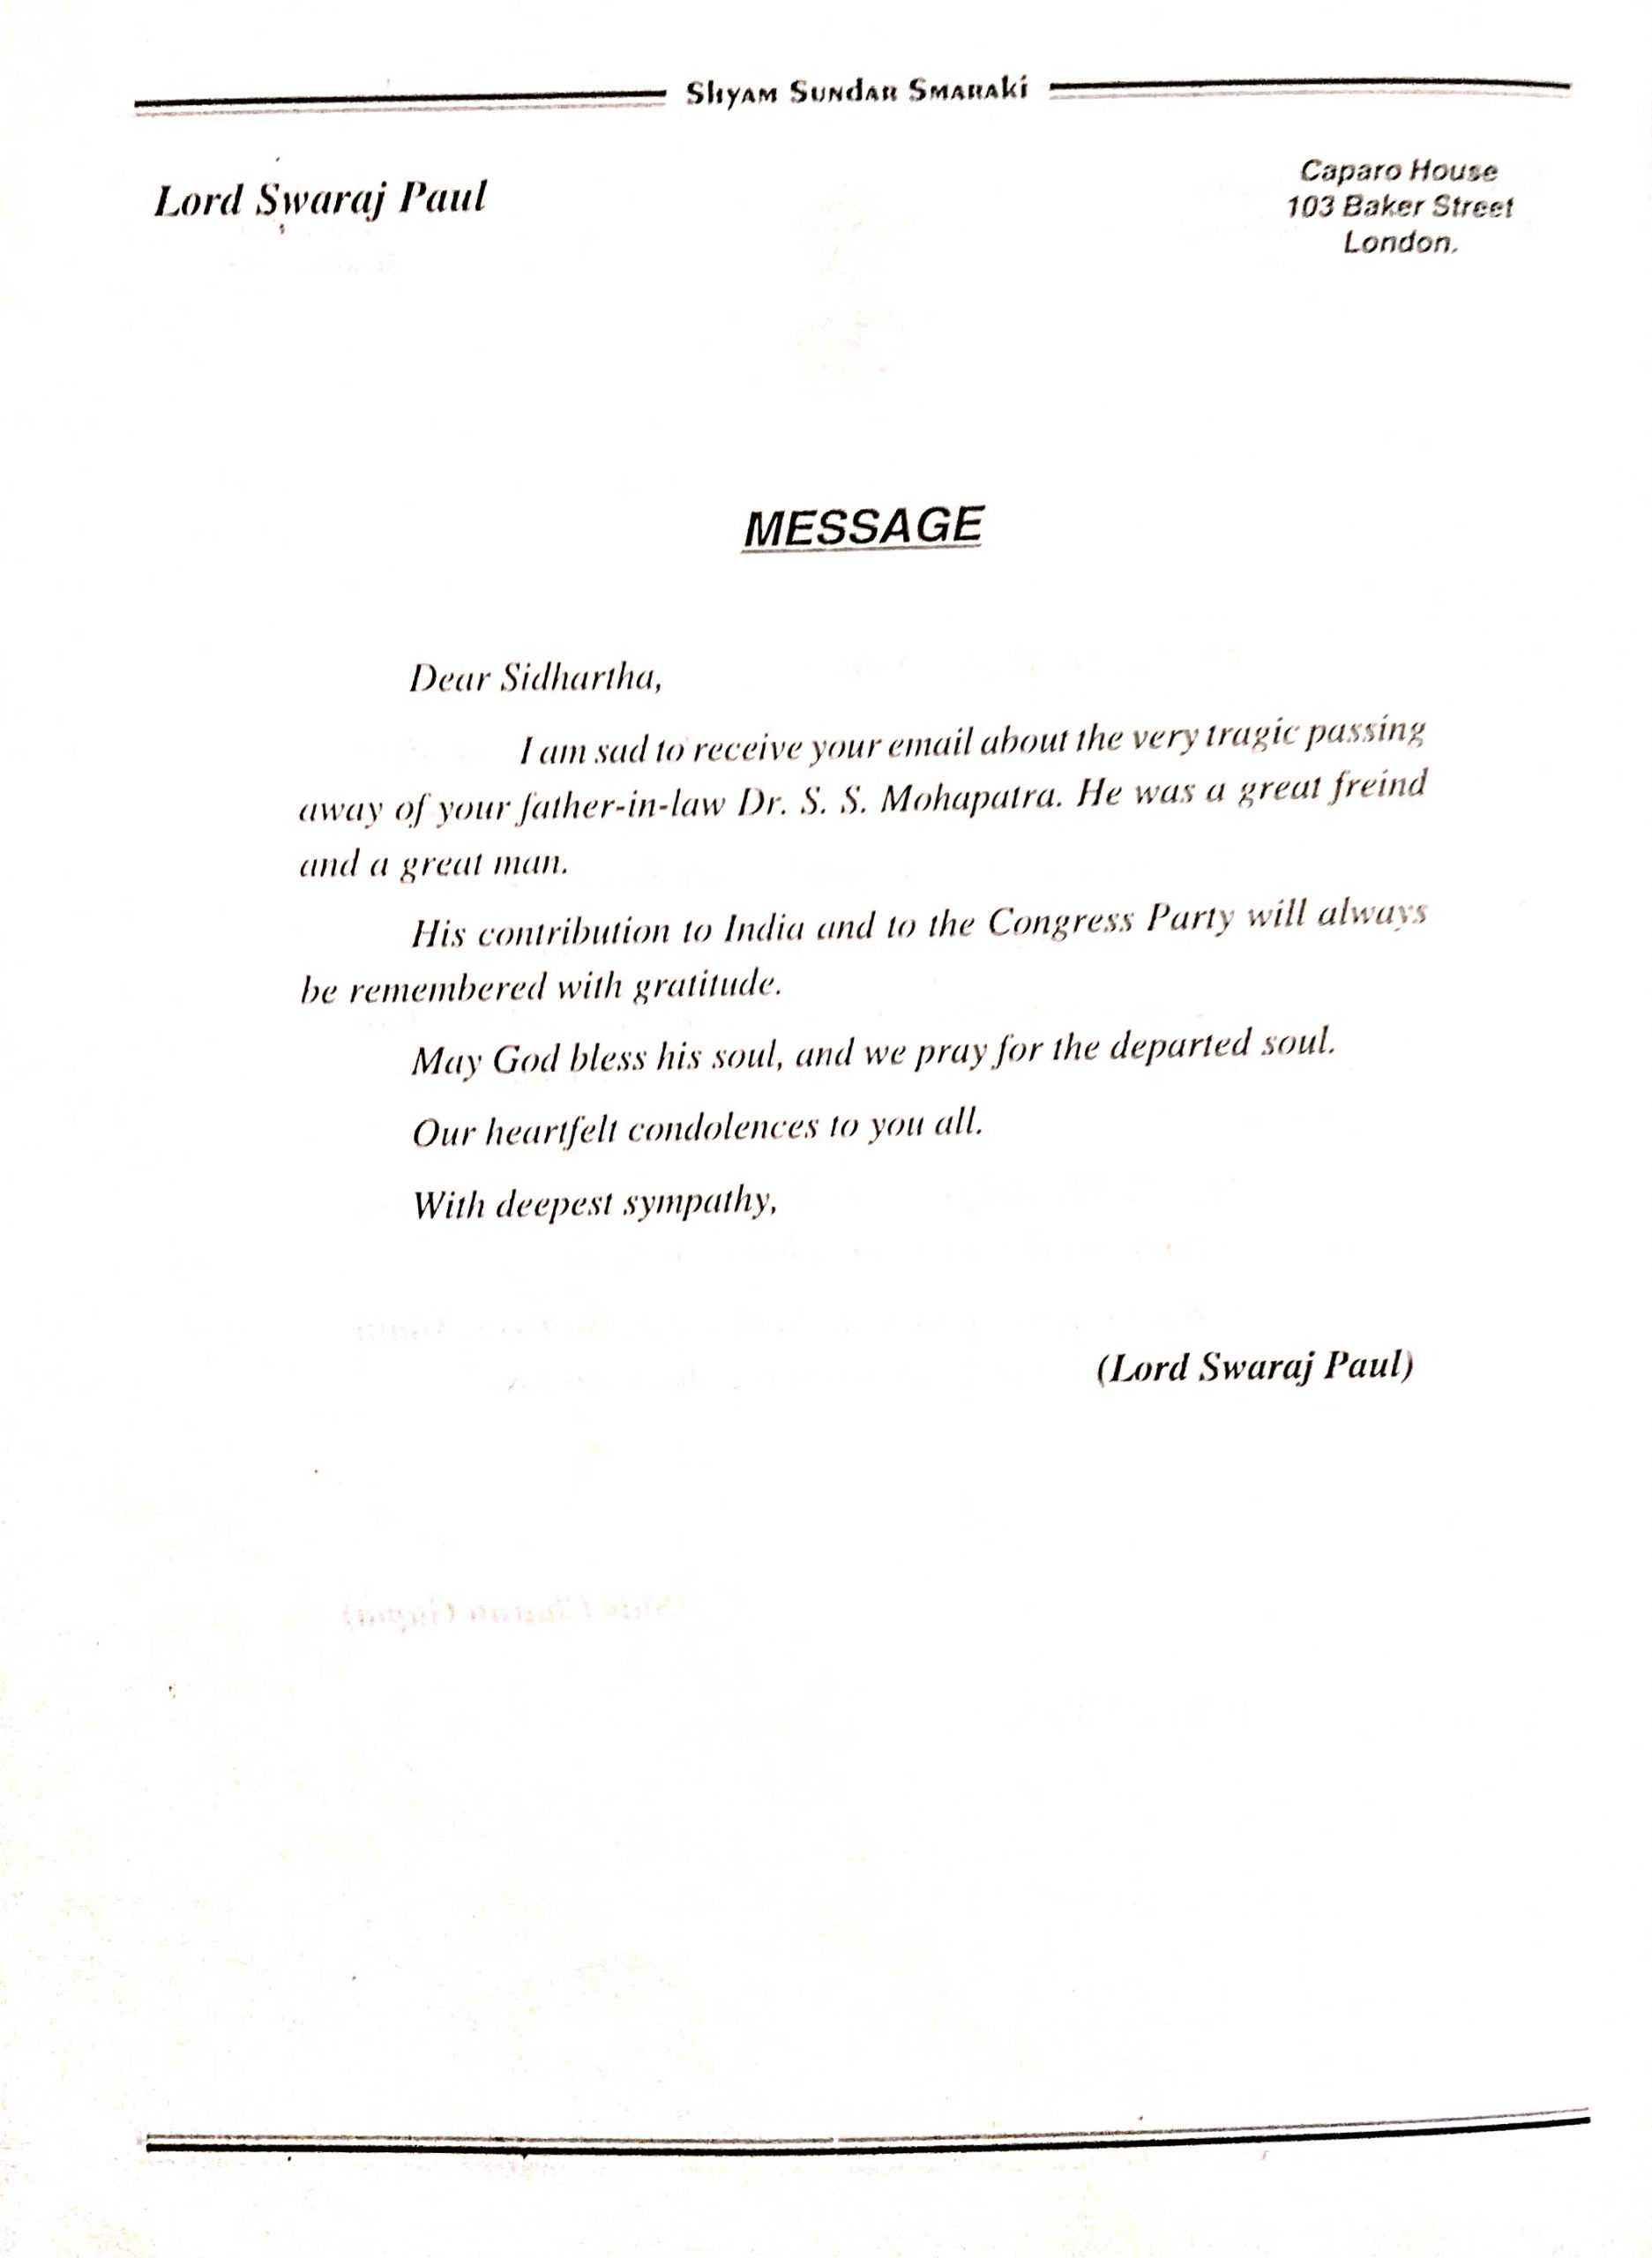 Shyam Sundar Smaraki
Lord Swaraj Paul
Caparo House
103 Baker Street
London.
MESSAGE
Dear Sidhartha,
I am sad to receive your email about the very tragic passing
away of your father-in-law Dr. S. S. Mohapatra. He was a great freind
and a great man.
His contribution to India and to the Congress Party will always
be remembered with gratitude.
May God bless his soul, and we pray for the departed soul.
Our heartfelt condolences to you all.
With deepest sympathy,
(Lord Swaraj Paul)